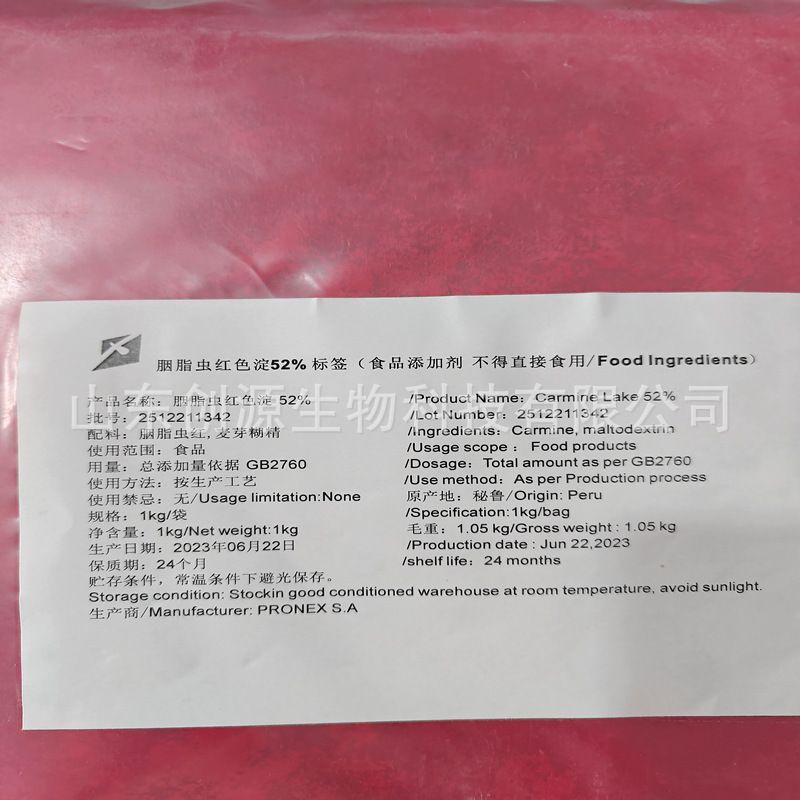 胭脂虫红色淀52% 标签（食品添加剂 不得直接食用/Food Ingredients）
产品名称: 胭脂虫红色淀 52% /Product Name: Carmine Lake 52%
批号: 2512211342 /Lot Number: 2512211342
配料: 胭脂虫红, 麦芽糊精 /Ingredients: Carmine, maltodextrin
使用范围: 食品 /Usage scope: Food products
用量: 总添加量依据 GB2760 /Dosage: Total amount as per GB2760
使用方法: 按生产工艺 /Use method: As per Production process
使用禁忌: 无/Usage limitation:None 原产地: 秘鲁/Origin: Peru
规格: 1kg/袋 /Specification:1kg/bag
净含量: 1kg/Net weight:1kg 毛重: 1.05 kg/Gross weight : 1.05 kg
生产日期: 2023年06月22日 /Production date : Jun 22,2023
保质期: 24个月 /shelf life: 24 months
贮存条件, 常温条件下避光保存。
Storage condition: Stockin good conditioned warehouse at room temperature, avoid sunlight.
生产商/Manufacturer: PRONEX S.A
山东创源生物科技有限公司